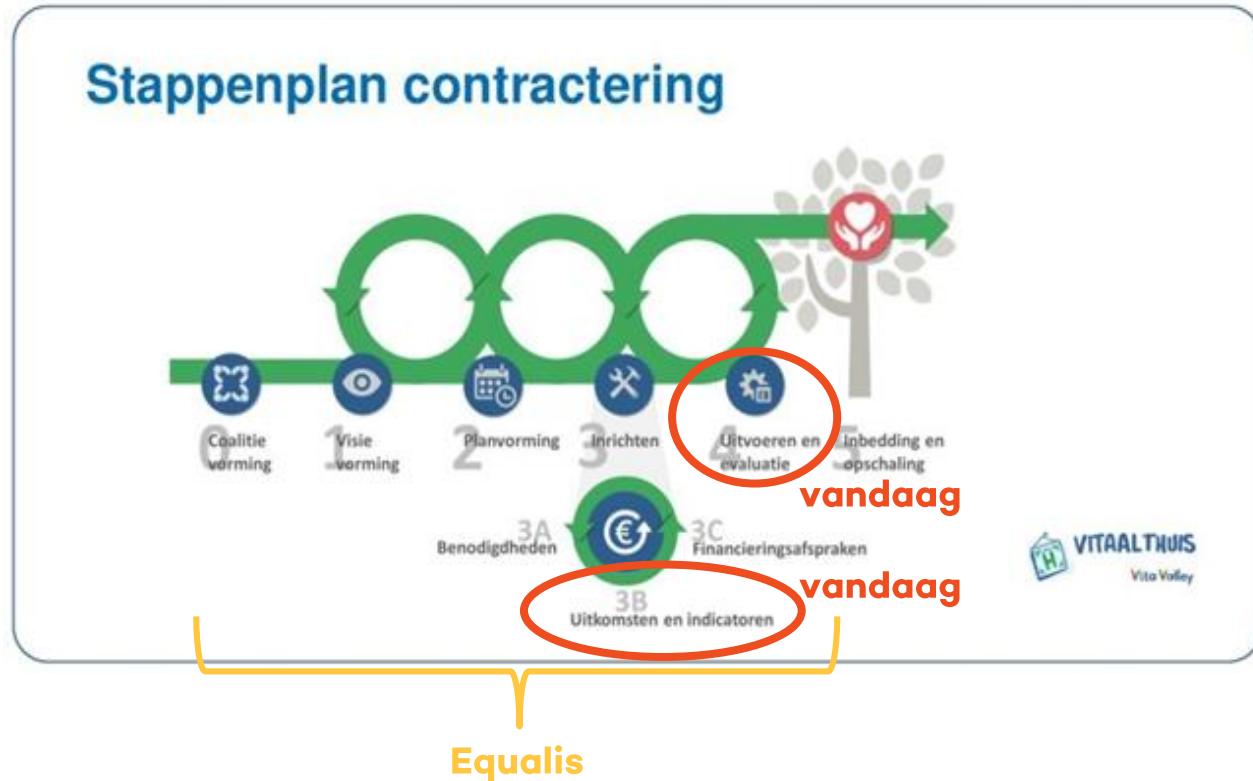 Stappenplan contractering
0 Coalitie vorming
1 Visie vorming
2 Planvorming
3 Inrichten
4 Uitvoeren en evaluatie
5 Inbedding en opschaling
vandaag
3A Benodigdheden
€
3C Financieringsafspraken
vandaag
3B
Uitkomsten en indicatoren
H
VITAALTHUIS
Vita Valley
Equalis